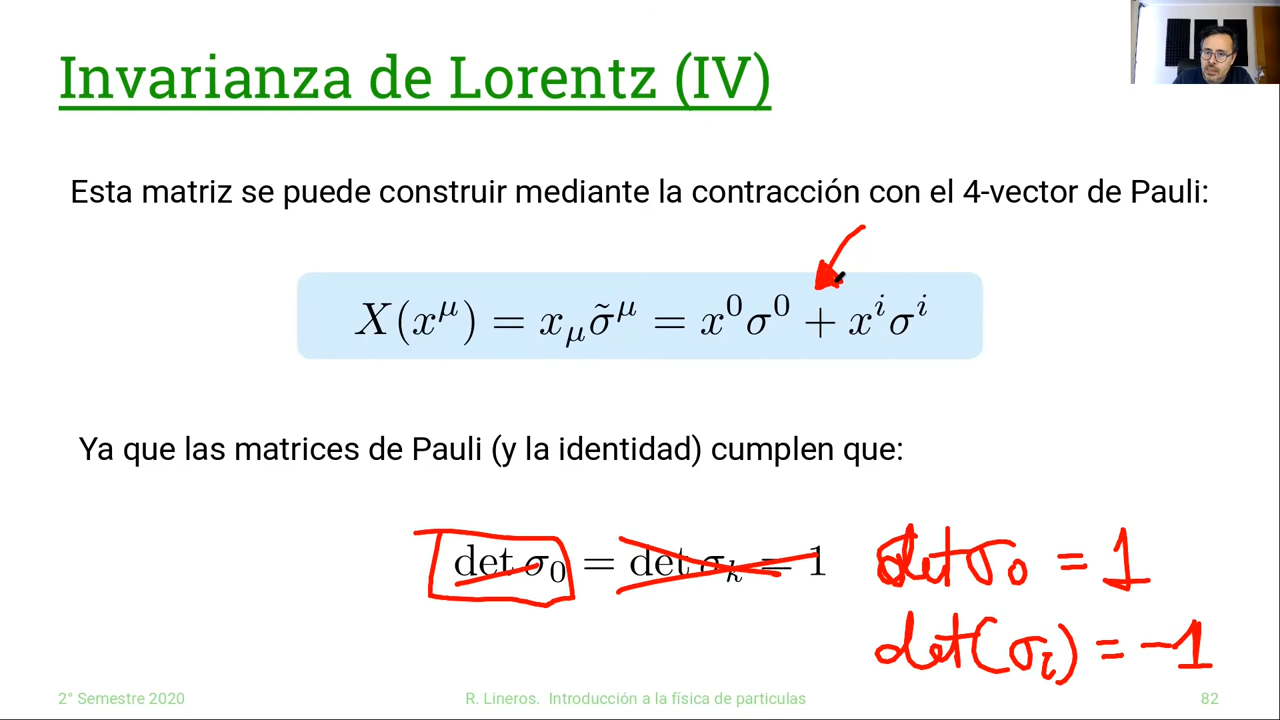 Invarianza de Lorentz (IV)
Esta matriz se puede construir mediante la contracción con el 4-vector de Pauli:
X(x^μ) = x_μ σ̃^μ = x^0 σ^0 + x^i σ^i
Ya que las matrices de Pauli (y la identidad) cumplen que:
det σ_0 = det σ_k = 1
det σ_0 = 1
det(σ_i) = -1
2° Semestre 2020 R. Lineros. Introducción a la física de particulas 82